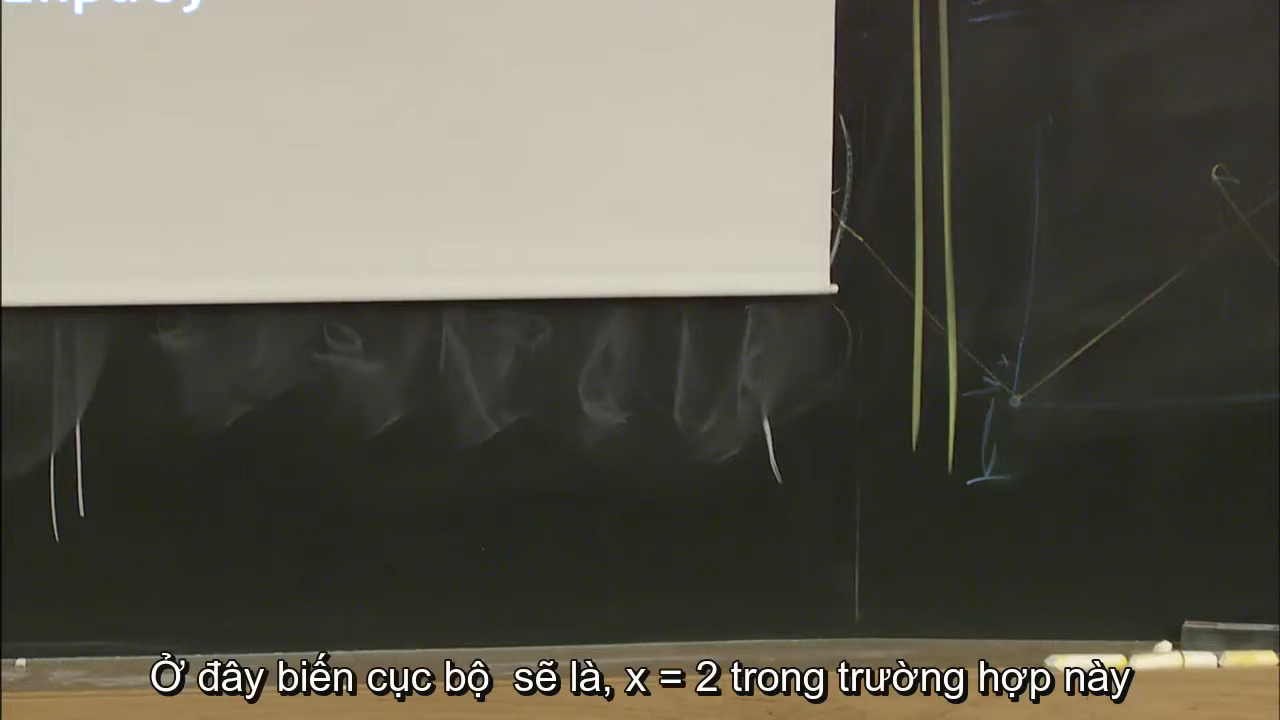 Ở đây biến cục bộ  sẽ là, x = 2 trong trường hợp này